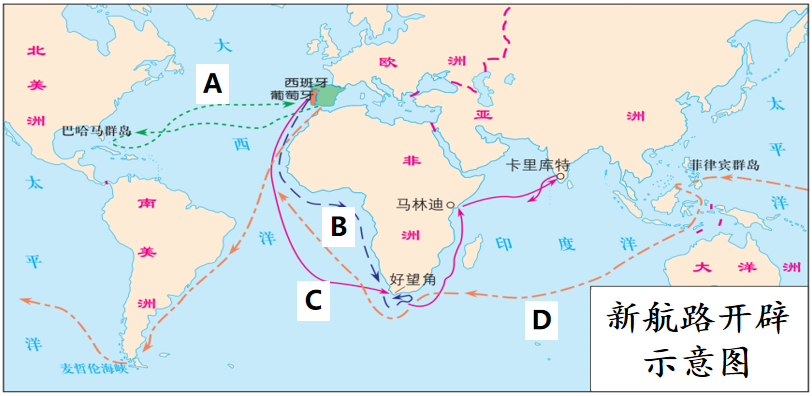 北美洲
大西洋
A
西班牙
葡萄牙
巴哈马群岛
欧洲
亚洲
太平洋
菲律宾群岛
卡里库特
非洲
马林迪
B
太平洋
南美洲
印度洋
大洋洲
好望角
C
D
麦哲伦海峡
新航路开辟
示意图